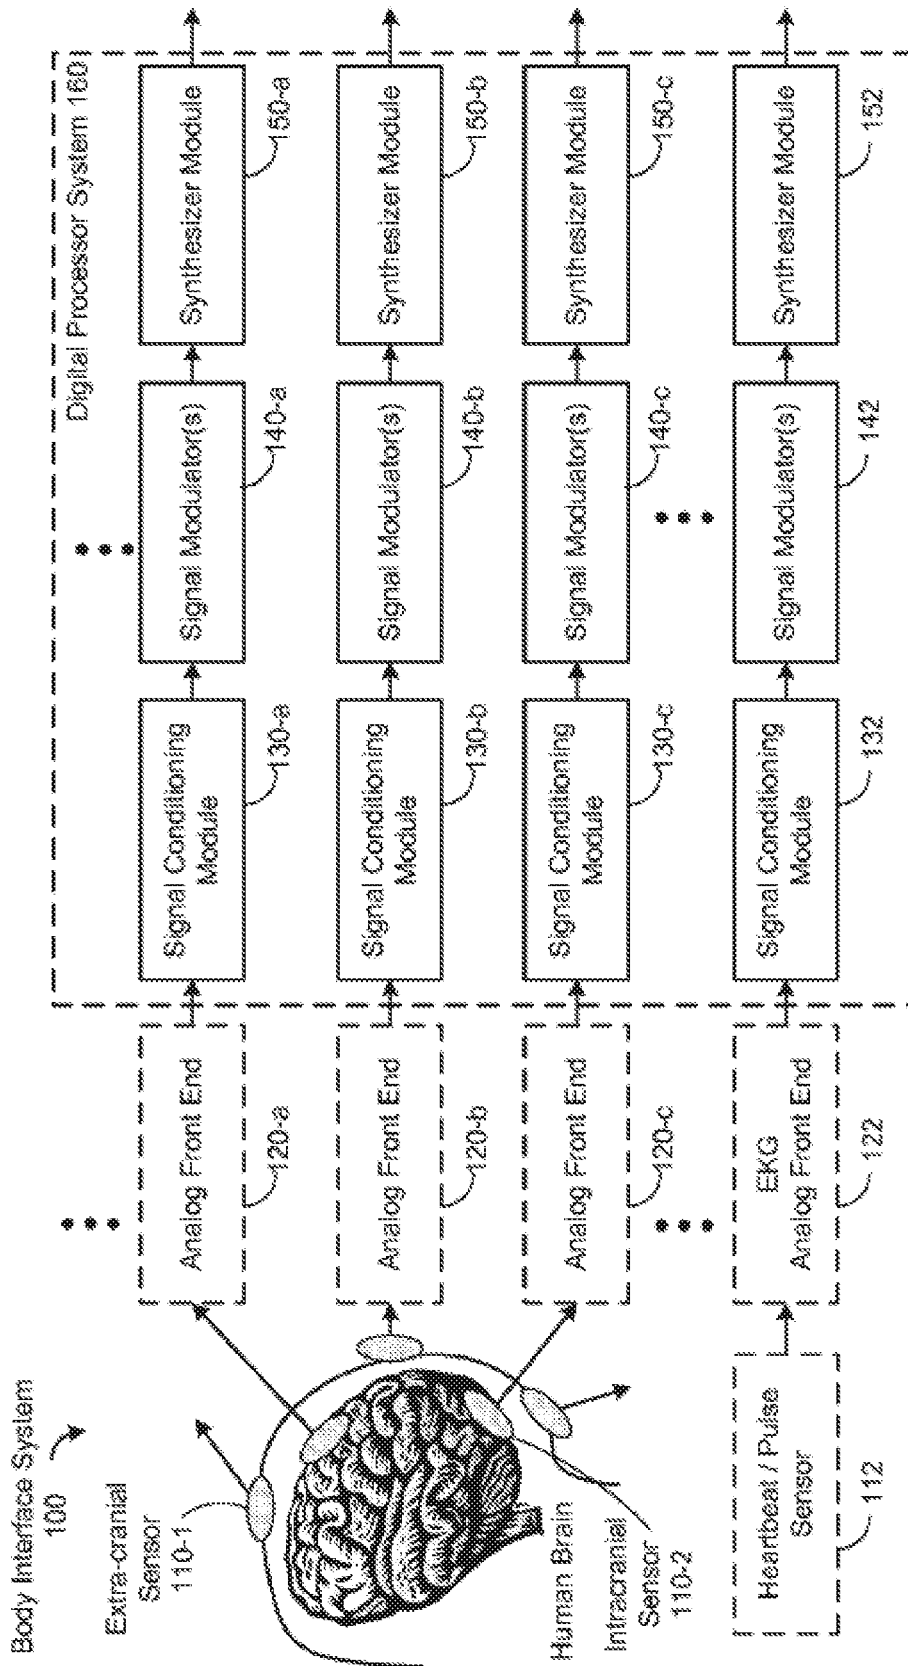 Body Interface System
100
Extra-cranial
Sensor
110-1
Human Brain
Intracranial
Sensor
110-2
Heartbeat / Pulse
Sensor
112
Analog Front End
120-a
Analog Front End
120-b
Analog Front End
120-c
EKG
Analog Front End
122
Digital Processor System 160
Signal Conditioning
Module
130-a
Signal Modulator(s)
140-a
Synthesizer Module
150-a
Signal Conditioning
Module
130-b
Signal Modulator(s)
140-b
Synthesizer Module
150-b
Signal Conditioning
Module
130-c
Signal Modulator(s)
140-c
Synthesizer Module
150-c
Signal Conditioning
Module
132
Signal Modulator(s)
142
Synthesizer Module
152